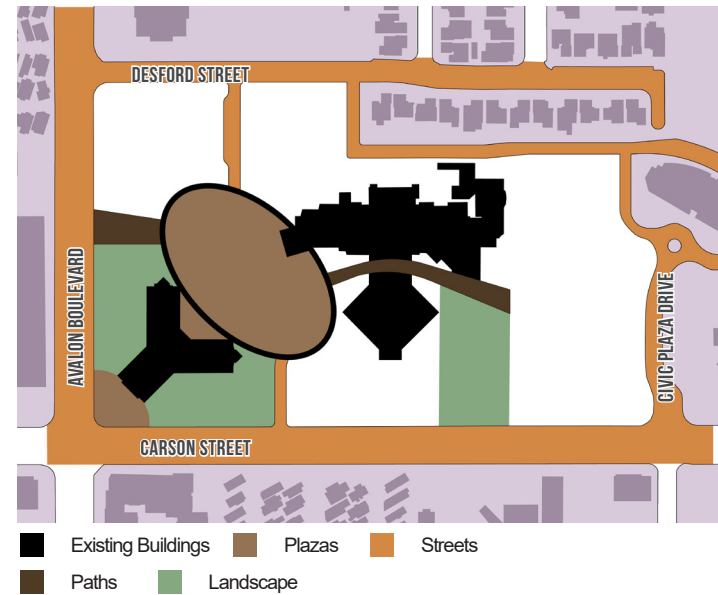 DESFORD STREET
AVALON BOULEVARD
CIVIC PLAZA DRIVE
CARSON STREET
Existing Buildings Plazas Streets
Paths Landscape